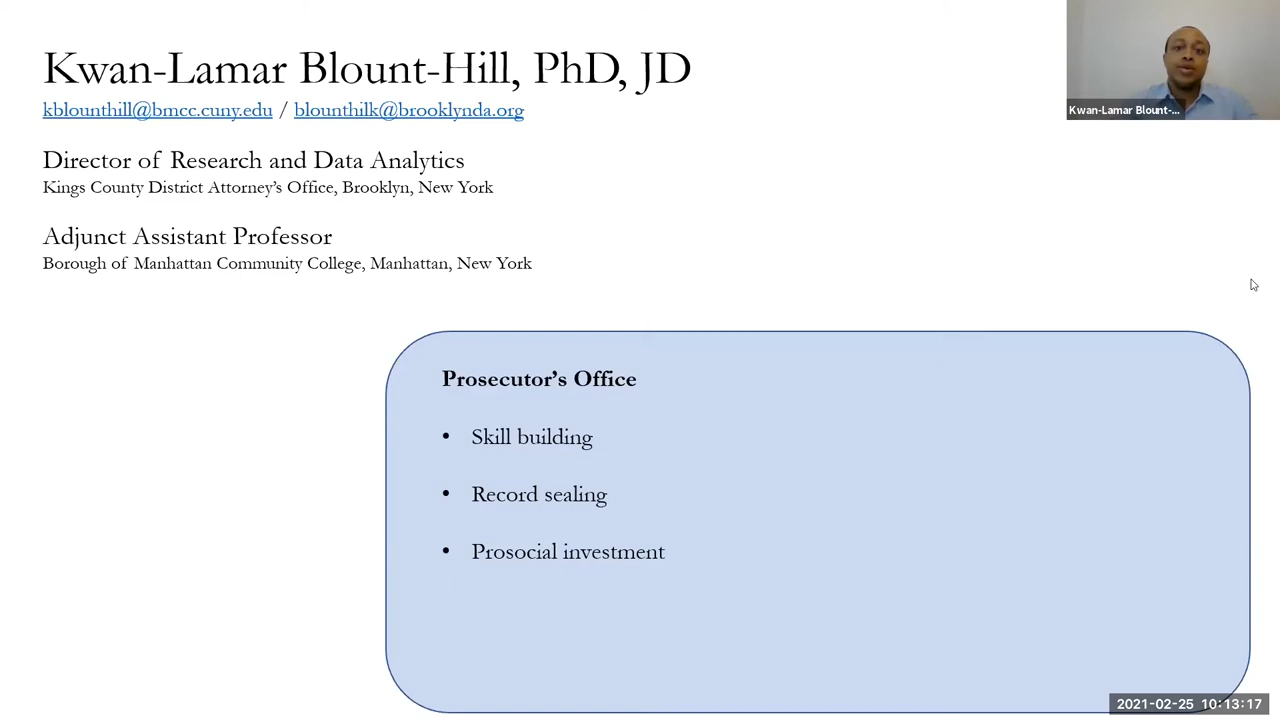 Kwan-Lamar Blount-Hill, PhD, JD
kblounthill@bmcc.cuny.edu / blounthilk@brooklynda.org
Kwan-Lamar Blount-...
Director of Research and Data Analytics
Kings County District Attorney's Office, Brooklyn, New York
Adjunct Assistant Professor
Borough of Manhattan Community College, Manhattan, New York
Prosecutor's Office
• Skill building
• Record sealing
• Prosocial investment
2021-02-25 10:13:17